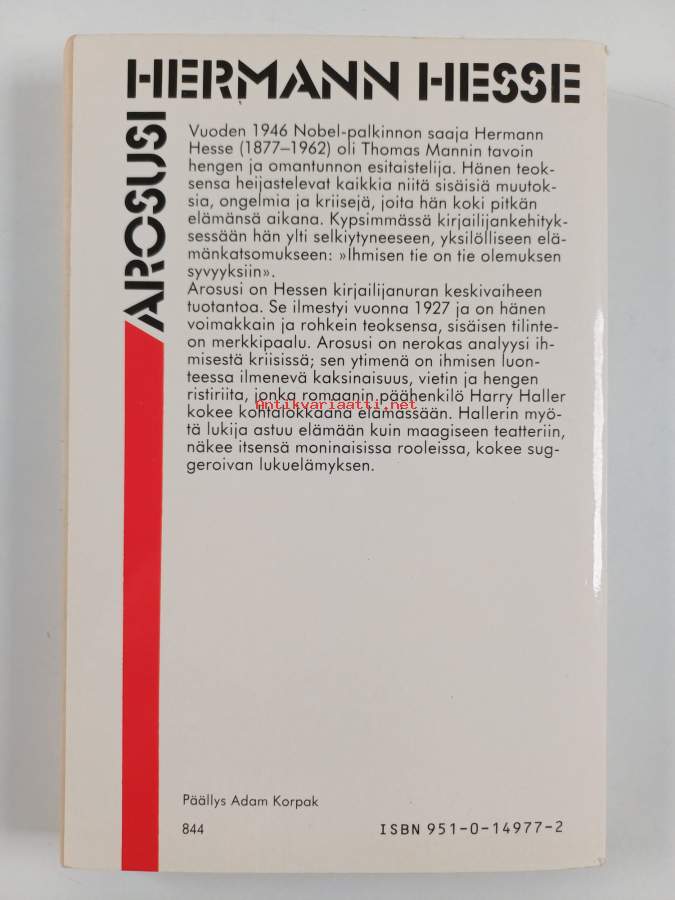 HERMANN HESSE
AROSUSI
Vuoden 1946 Nobel-palkinnon saaja Hermann
Hesse (1877–1962) oli Thomas Mannin tavoin
hengen ja omantunnon esitaistelija. Hänen teok-
sensa heijastelevat kaikkia niitä sisäisiä muutok-
sia, ongelmia ja kriisejä, joita hän koki pitkän
elämänsä aikana. Kypsimmässä kirjailijankehityk-
sessään hän ylti selkiytyneeseen, yksilölliseen elä-
mänkatsomukseen: »Ihmisen tie on tie olemuksen
syvyyksiin».
Arosusi on Hessen kirjailijanuran keskivaiheen
tuotantoa. Se ilmestyi vuonna 1927 ja on hänen
voimakkain ja rohkein teoksensa, sisäisen tilinte-
on merkkipaalu. Arosusi on nerokas analyysi ih-
misestä kriisissä; sen ytimenä on ihmisen luon-
teessa ilmenevä kaksinaisuus, vietin ja hengen
ristiriita, jonka romaanin päähenkilö Harry Haller
Antikvariaatti.net
kokee kohtalokkaana elämässään. Hallerin myö-
tä lukija astuu elämään kuin maagiseen teatteriin,
näkee itsensä moninaisissa rooleissa, kokee sug-
geroivan lukuelämyksen.
Päällys Adam Korpak
844
ISBN 951-0-14977-2